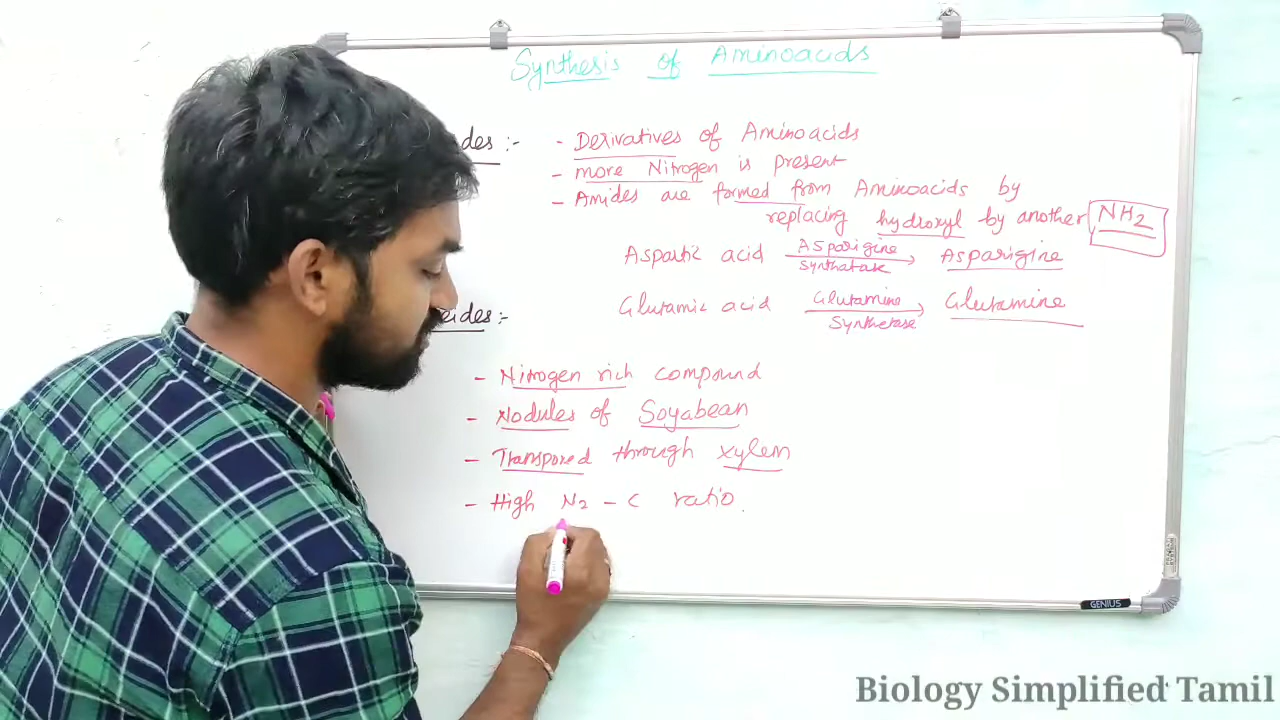 Synthesis of Aminoacids
des :- - Derivatives of Aminoacids
- more Nitrogen is present
- Amides are formed from Aminoacids by
replacing hydroxyl by another NH2
Aspartic acid Asparigine Synthatase Asparigine
Glutamic acid Glutamine Synthetase Glutamine
eides :-
- Nitrogen rich compound
- Nodules of Soyabean
- Transpored through xylem
- High N2 - C ratio.
GENIUS
Biology Simplified Tamil